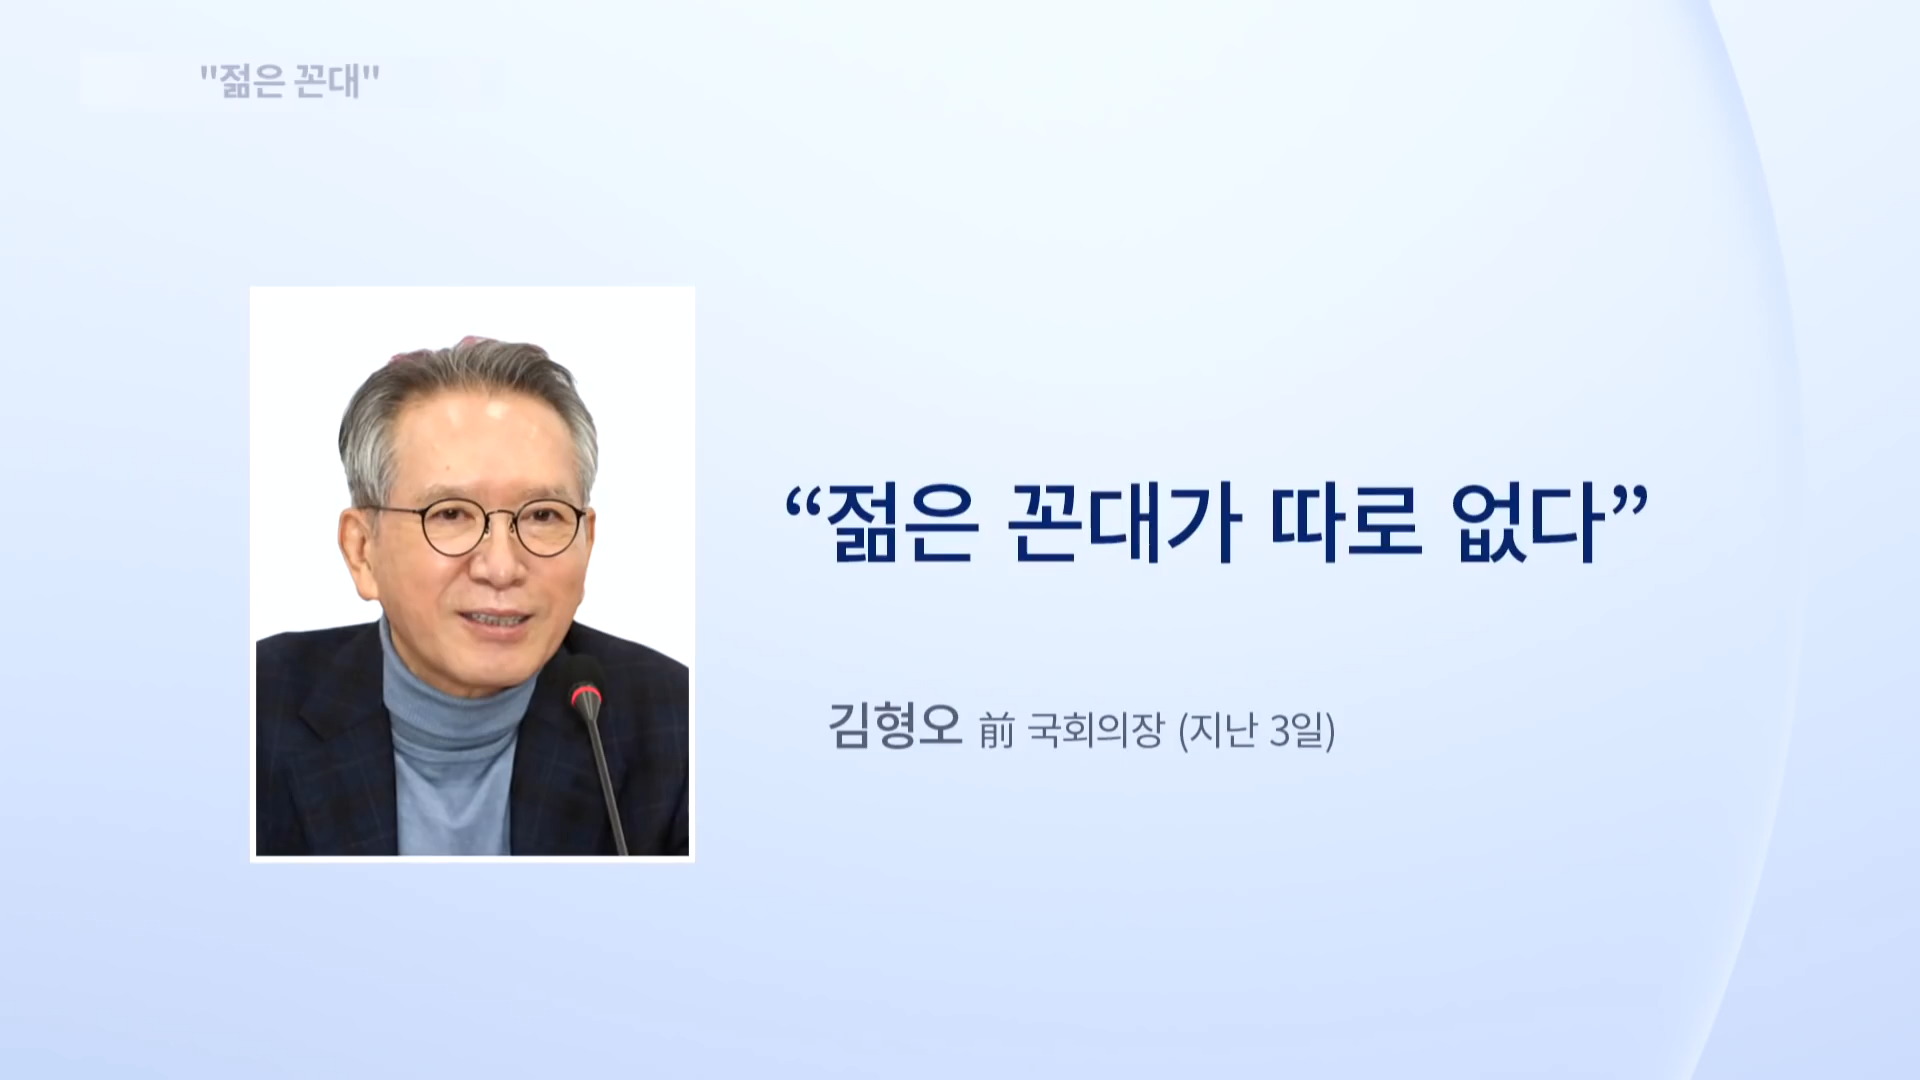 "젊은 꼰대"
“젊은 꼰대가 따로 없다”
김형오 前 국회의장 (지난 3일)